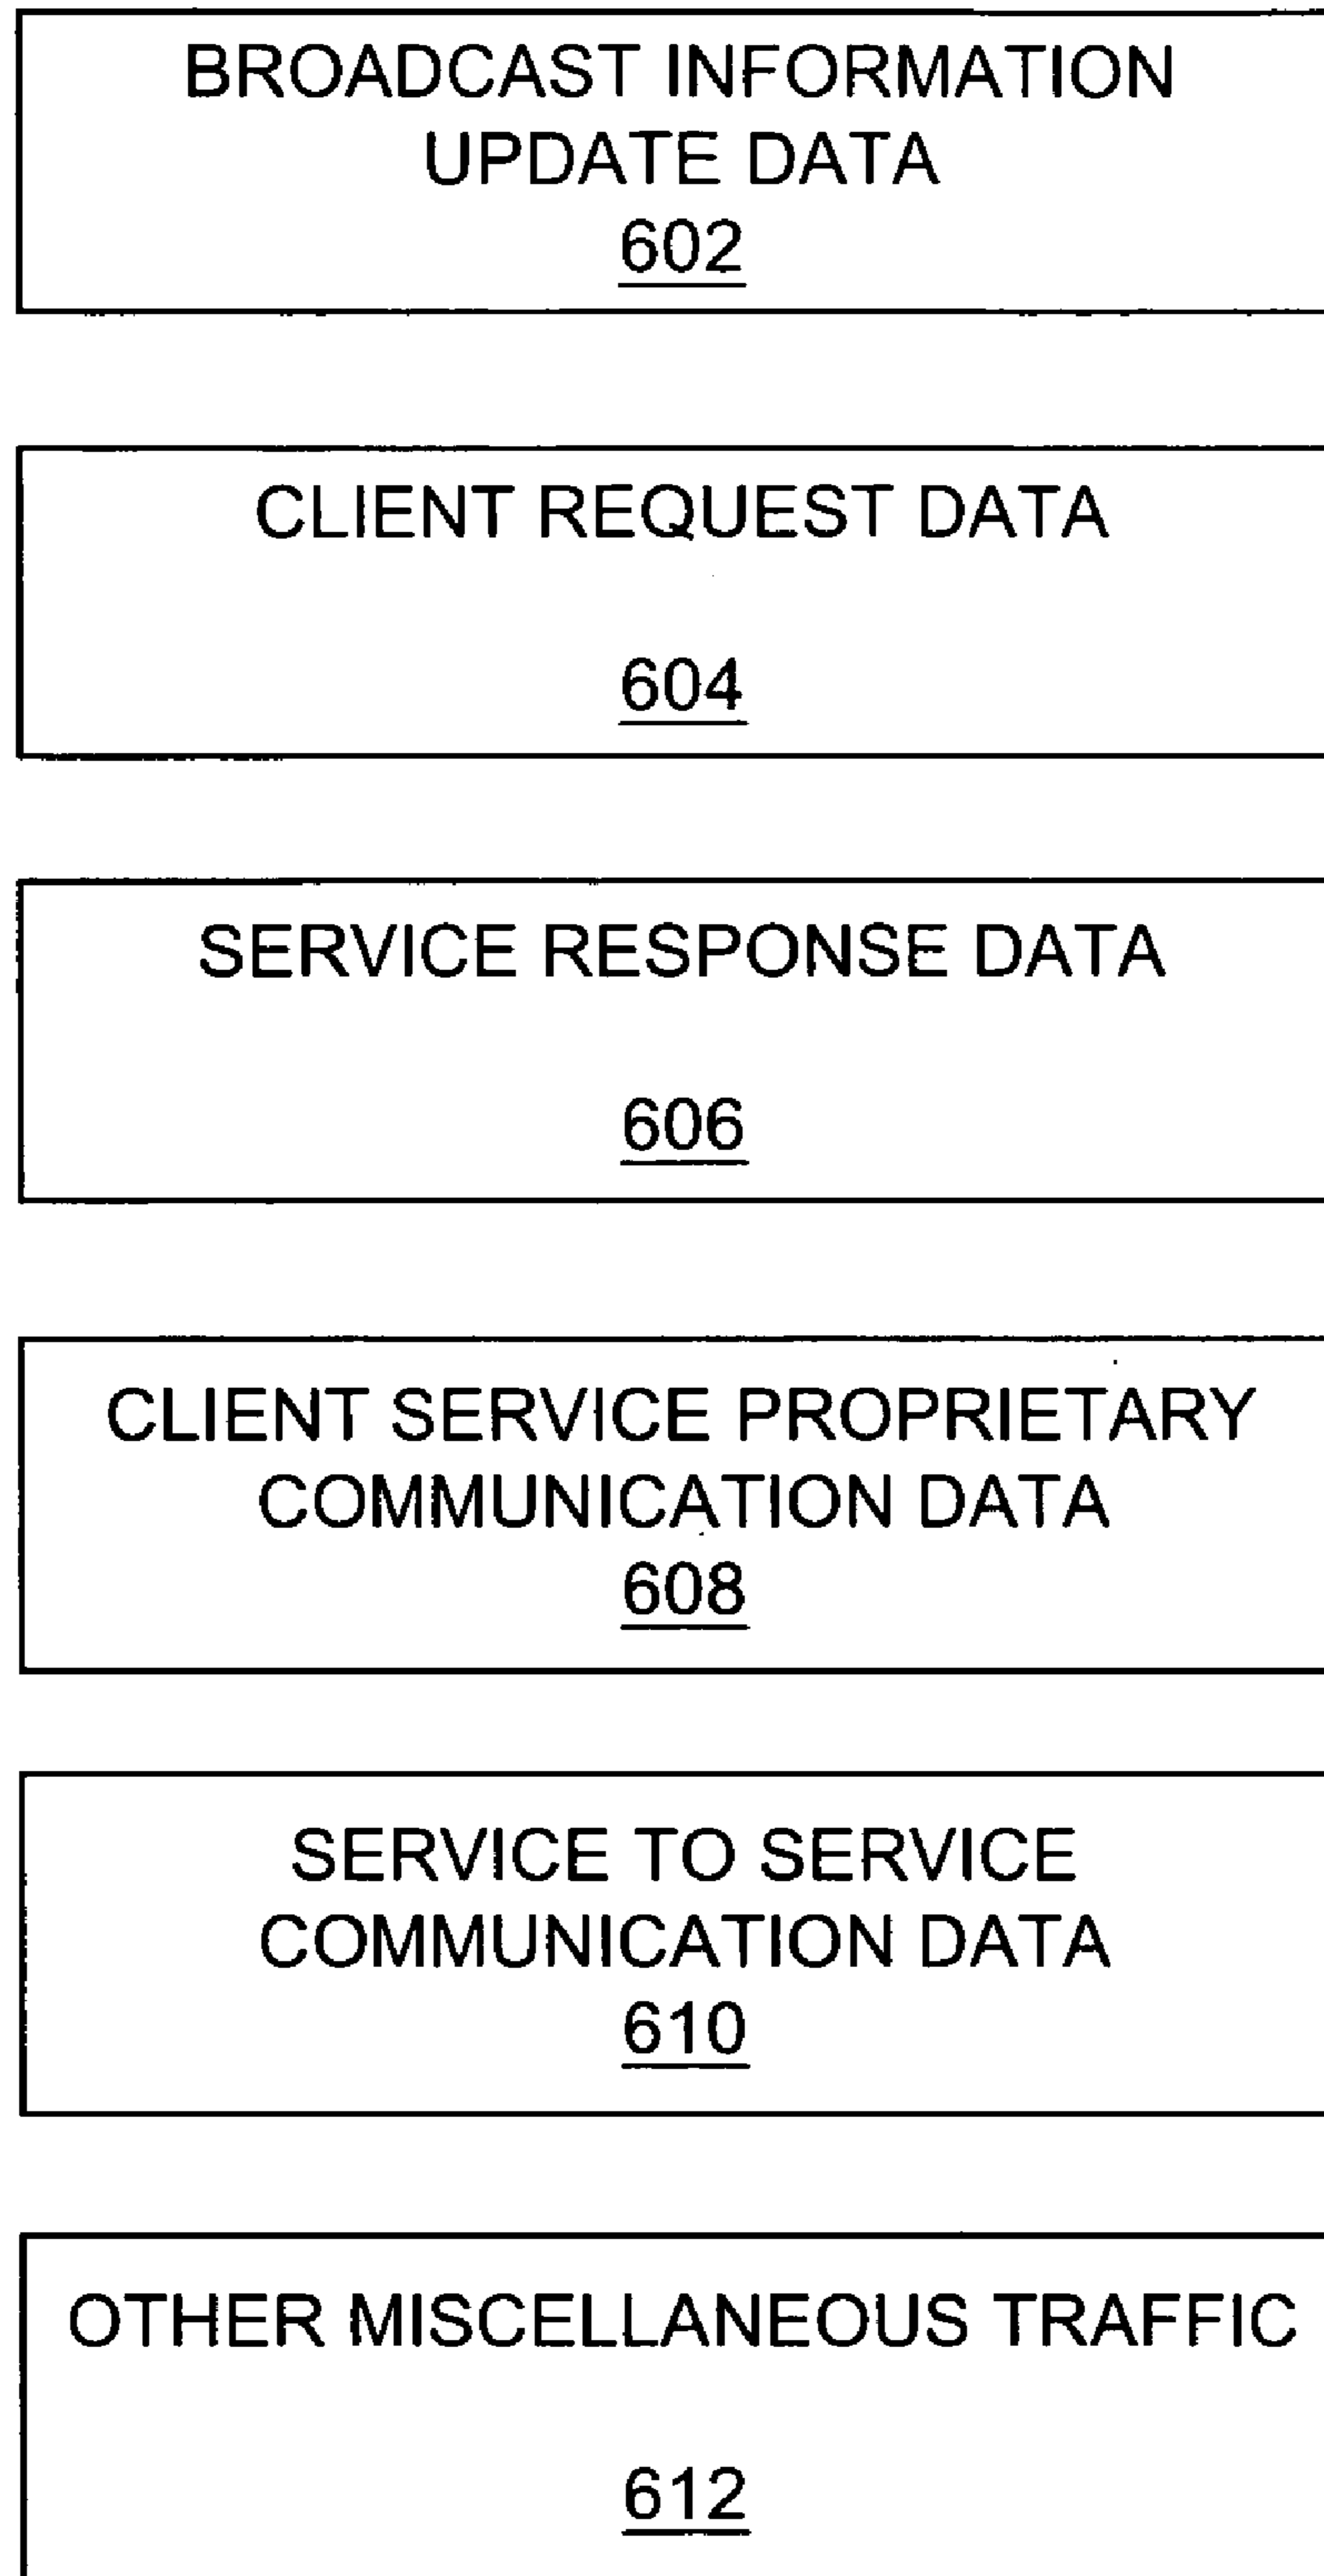 BROADCAST INFORMATION
UPDATE DATA
602
CLIENT REQUEST DATA
604
SERVICE RESPONSE DATA
606
CLIENT SERVICE PROPRIETARY
COMMUNICATION DATA
608
SERVICE TO SERVICE
COMMUNICATION DATA
610
OTHER MISCELLANEOUS TRAFFIC
612